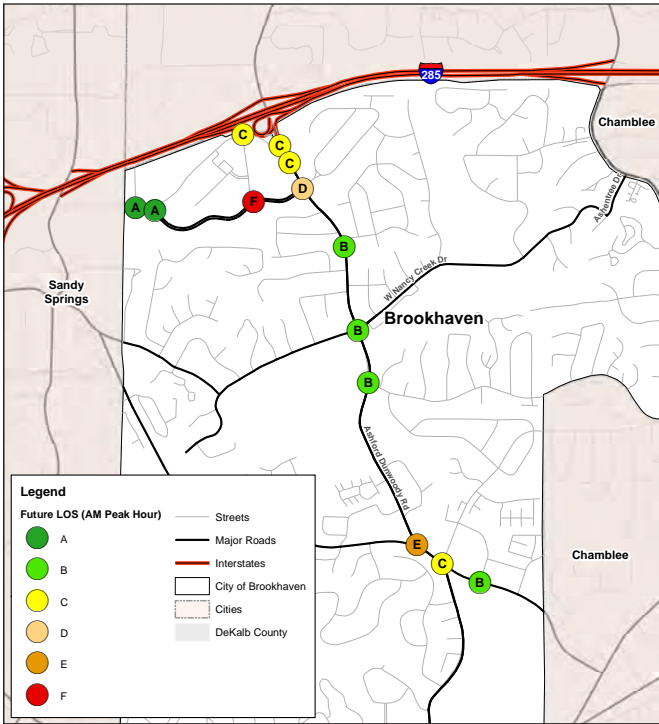 285
Chamblee
C
C
C
D
F
A
A
Ashentree Dr
B
Sandy
Springs
W Nancy Creek Dr
Brookhaven
B
B
Ashford Dunwoody Rd
E
C
B
Chamblee
Legend
Future LOS (AM Peak Hour)
A
B
C
D
E
F
Streets
Major Roads
Interstates
City of Brookhaven
Cities
DeKalb County